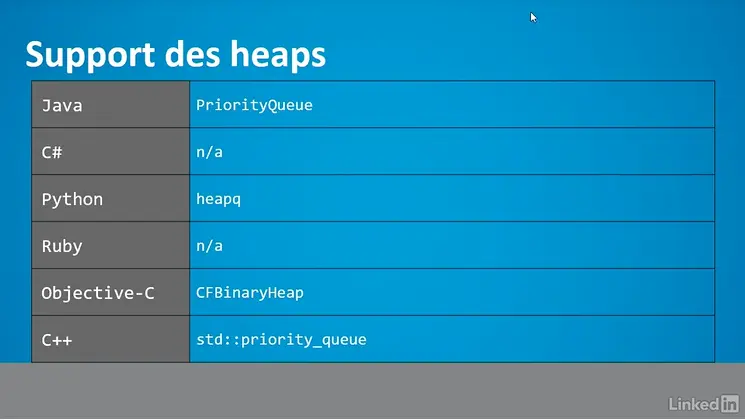 Support des heaps
Java PriorityQueue
C# n/a
Python heapq
Ruby n/a
Objective-C CFBinaryHeap
C++ std::priority_queue
LinkedIn